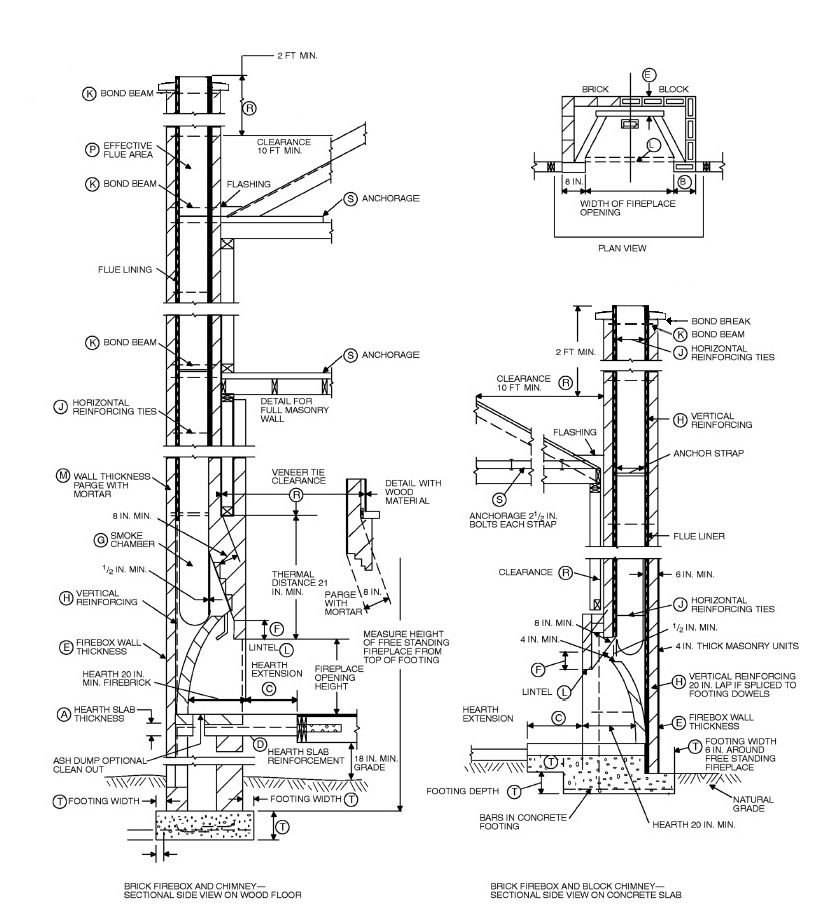 2 FT MIN.
K BOND BEAM
R
P EFFECTIVE
FLUE AREA
CLEARANCE
10 FT MIN.
K BOND BEAM
FLASHING
S ANCHORAGE
FLUE LINING
K BOND BEAM
S ANCHORAGE
DETAIL FOR
FULL MASONRY
WALL
J HORIZONTAL
REINFORCING TIES
M WALL THICKNESS
PARGE WITH
MORTAR
VENEER TIE
CLEARANCE
R
DETAIL WITH
WOOD
MATERIAL
8 IN. MIN.
G SMOKE
CHAMBER
1/2 IN. MIN.
THERMAL
DISTANCE 21
IN. MIN.
PARGE
WITH
MORTAR
8 IN.
H VERTICAL
REINFORCING
F
LINTEL L
MEASURE HEIGHT
OF FREE STANDING
FIREPLACE FROM
TOP OF FOOTING
E FIREBOX WALL
THICKNESS
HEARTH
EXTENSION
FIREPLACE
OPENING
HEIGHT
HEARTH 20 IN.
MIN. FIREBRICK
C
A HEARTH SLAB
THICKNESS
D HEARTH SLAB
REINFORCEMENT
18 IN. MIN.
GRADE
ASH DUMP OPTIONAL
CLEAN OUT
T FOOTING WIDTH
FOOTING WIDTH T
T
BRICK FIREBOX AND CHIMNEY—
SECTIONAL SIDE VIEW ON WOOD FLOOR
E
BRICK
BLOCK
L
8 IN.
B
WIDTH OF FIREPLACE
OPENING
PLAN VIEW
BOND BREAK
K BOND BEAM
J HORIZONTAL
REINFORCING TIES
2 FT MIN.
CLEARANCE
10 FT MIN.
R
H VERTICAL
REINFORCING
FLASHING
ANCHOR STRAP
S
ANCHORAGE 2 1/2 IN.
BOLTS EACH STRAP
FLUE LINER
CLEARANCE R
6 IN. MIN.
J HORIZONTAL
REINFORCING TIES
8 IN. MIN.
1/2 IN. MIN.
4 IN. MIN.
4 IN. THICK MASONRY UNITS
F
LINTEL L
H VERTICAL REINFORCING
20 IN. LAP IF SPLICED TO
FOOTING DOWELS
HEARTH
EXTENSION
C
E FIREBOX WALL
THICKNESS
T FOOTING WIDTH
6 IN. AROUND
FREE STANDING
FIREPLACE
T
FOOTING DEPTH T
NATURAL
GRADE
BARS IN CONCRETE
FOOTING
HEARTH 20 IN. MIN.
BRICK FIREBOX AND BLOCK CHIMNEY—
SECTIONAL SIDE VIEW ON CONCRETE SLAB